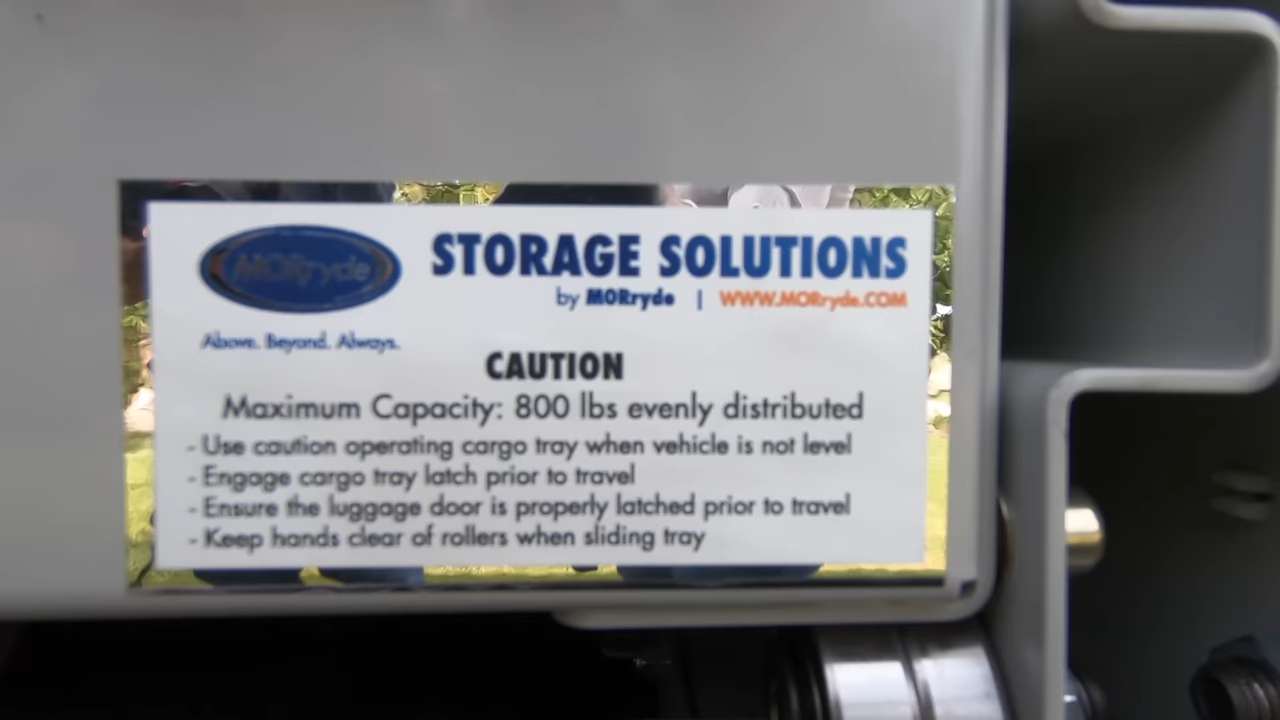 MORryde
STORAGE SOLUTIONS
by MORryde | WWW.MORryde.COM
Above. Beyond. Always.
CAUTION
Maximum Capacity: 800 lbs evenly distributed
- Use caution operating cargo tray when vehicle is not level
- Engage cargo tray latch prior to travel
- Ensure the luggage door is properly latched prior to travel
- Keep hands clear of rollers when sliding tray